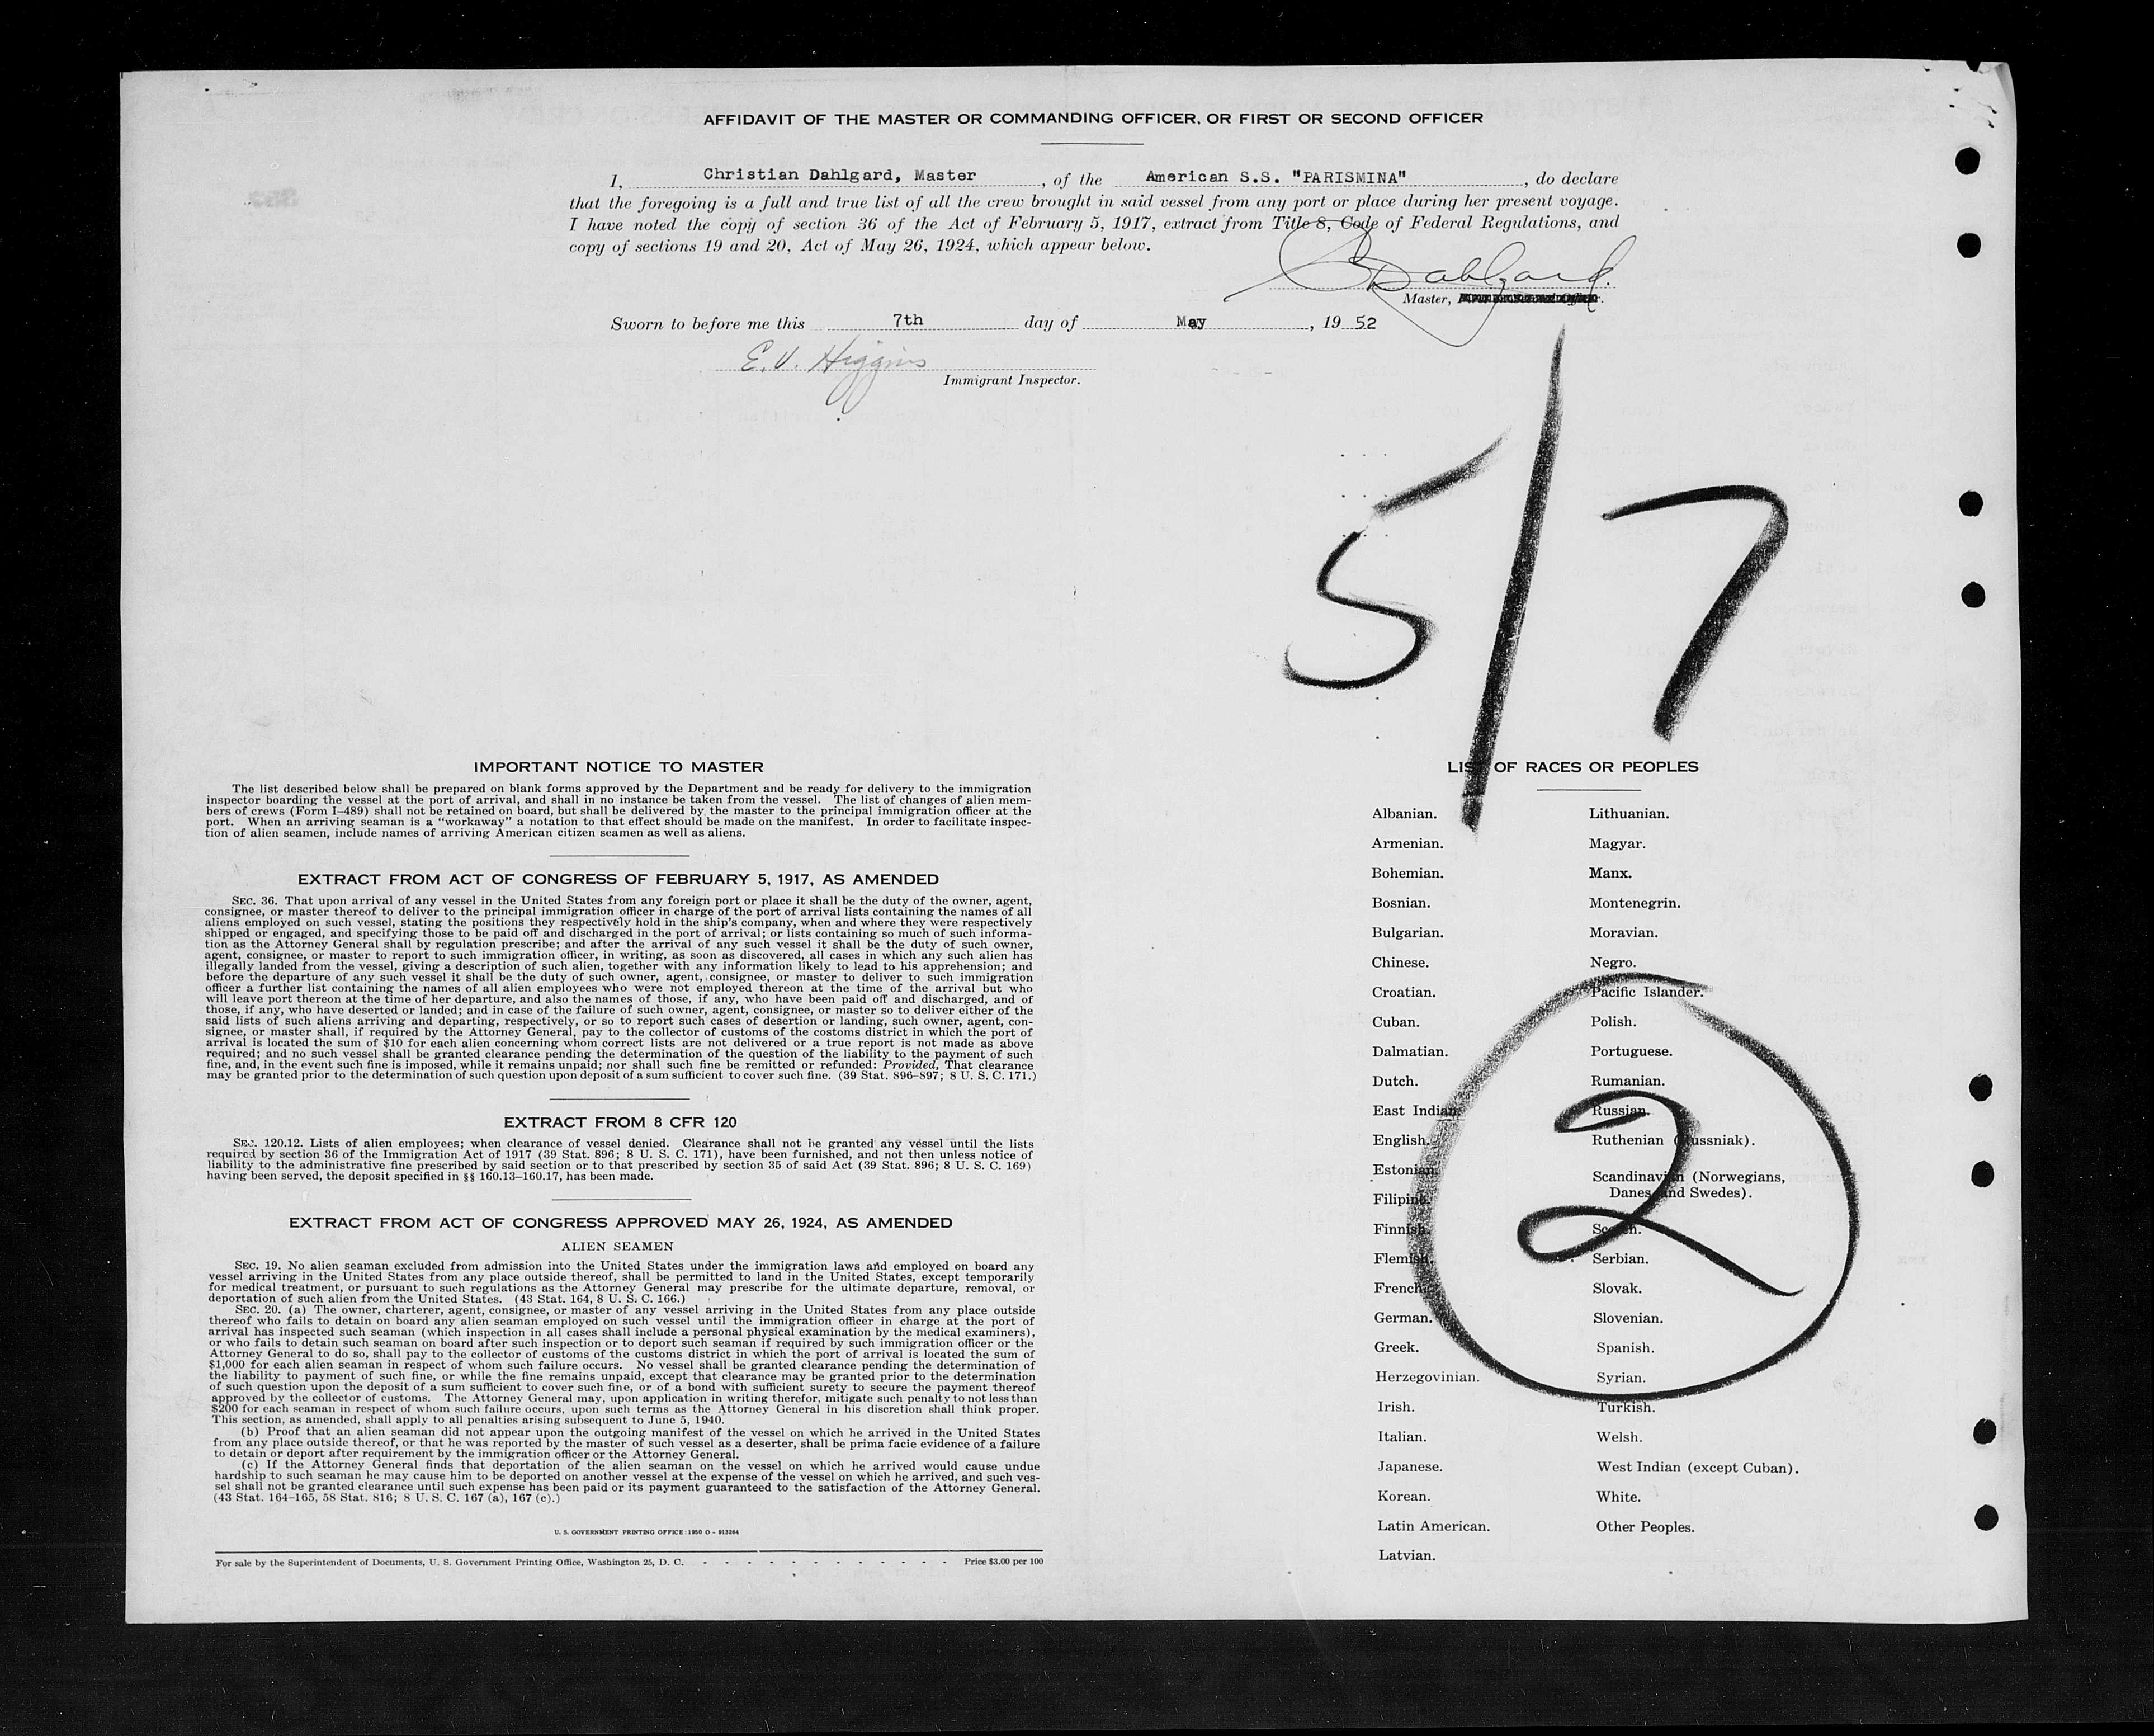 AFFIDAVIT OF THE MASTER OR COMMANDING OFFICER, OR FIRST OR SECOND OFFICER
I, Christian Dahlgard, Master, of the American S.S. "PARISMINA", do declare
that the foregoing is a full and true list of all the crew brought in said vessel from any port or place during her present voyage.
I have noted the copy of section 36 of the Act of February 5, 1917, extract from Title 8, Code of Federal Regulations, and
copy of sections 19 and 20, Act of May 26, 1924, which appear below.
C Dahlgard.
Master,
Sworn to before me this 7th day of May, 19 52
E. V. Higgins
Immigrant Inspector.
5/7
IMPORTANT NOTICE TO MASTER
The list described below shall be prepared on blank forms approved by the Department and be ready for delivery to the immigration
inspector boarding the vessel at the port of arrival, and shall in no instance be taken from the vessel. The list of changes of alien mem-
bers of crews (Form I–489) shall not be retained on board, but shall be delivered by the master to the principal immigration officer at the
port. When an arriving seaman is a “workaway” a notation to that effect should be made on the manifest. In order to facilitate inspec-
tion of alien seamen, include names of arriving American citizen seamen as well as aliens.
EXTRACT FROM ACT OF CONGRESS OF FEBRUARY 5, 1917, AS AMENDED
SEC. 36. That upon arrival of any vessel in the United States from any foreign port or place it shall be the duty of the owner, agent,
consignee, or master thereof to deliver to the principal immigration officer in charge of the port of arrival lists containing the names of all
aliens employed on such vessel, stating the positions they respectively hold in the ship's company, when and where they were respectively
shipped or engaged, and specifying those to be paid off and discharged in the port of arrival; or lists containing so much of such informa-
tion as the Attorney General shall by regulation prescribe; and after the arrival of any such vessel it shall be the duty of such owner,
agent, consignee, or master to report to such immigration officer, in writing, as soon as discovered, all cases in which any such alien has
illegally landed from the vessel, giving a description of such alien, together with any information likely to lead to his apprehension; and
before the departure of any such vessel it shall be the duty of such owner, agent, consignee, or master to deliver to such immigration
officer a further list containing the names of all alien employees who were not employed thereon at the time of the arrival but who
will leave port thereon at the time of her departure, and also the names of those, if any, who have been paid off and discharged, and of
those, if any, who have deserted or landed; and in case of the failure of such owner, agent, consignee, or master so to deliver either of the
said lists of such aliens arriving and departing, respectively, or so to report such cases of desertion or landing, such owner, agent, con-
signee, or master shall, if required by the Attorney General, pay to the collector of customs of the customs district in which the port of
arrival is located the sum of $10 for each alien concerning whom correct lists are not delivered or a true report is not made as above
required; and no such vessel shall be granted clearance pending the determination of the question of the liability to the payment of such
fine, and, in the event such fine is imposed, while it remains unpaid; nor shall such fine be remitted or refunded: Provided, That clearance
may be granted prior to the determination of such question upon deposit of a sum sufficient to cover such fine. (39 Stat. 896–897; 8 U. S. C. 171.)
EXTRACT FROM 8 CFR 120
SEC. 120.12. Lists of alien employees; when clearance of vessel denied. Clearance shall not be granted any vessel until the lists
required by section 36 of the Immigration Act of 1917 (39 Stat. 896; 8 U. S. C. 171), have been furnished, and not then unless notice of
liability to the administrative fine prescribed by said section or to that prescribed by section 35 of said Act (39 Stat. 896; 8 U. S. C. 169)
having been served, the deposit specified in §§ 160.13–160.17, has been made.
EXTRACT FROM ACT OF CONGRESS APPROVED MAY 26, 1924, AS AMENDED
ALIEN SEAMEN
SEC. 19. No alien seaman excluded from admission into the United States under the immigration laws and employed on board any
vessel arriving in the United States from any place outside thereof, shall be permitted to land in the United States, except temporarily
for medical treatment, or pursuant to such regulations as the Attorney General may prescribe for the ultimate departure, removal, or
deportation of such alien from the United States. (43 Stat. 164, 8 U. S. C. 166.)
SEC. 20. (a) The owner, charterer, agent, consignee, or master of any vessel arriving in the United States from any place outside
thereof who fails to detain on board any alien seaman employed on such vessel until the immigration officer in charge at the port of
arrival has inspected such seaman (which inspection in all cases shall include a personal physical examination by the medical examiners),
or who fails to detain such seaman on board after such inspection or to deport such seaman if required by such immigration officer or the
Attorney General to do so, shall pay to the collector of customs of the customs district in which the port of arrival is located the sum of
$1,000 for each alien seaman in respect of whom such failure occurs. No vessel shall be granted clearance pending the determination of
the liability to payment of such fine, or while the fine remains unpaid, except that clearance may be granted prior to the determination
of such question upon the deposit of a sum sufficient to cover such fine, or of a bond with sufficient surety to secure the payment thereof
approved by the collector of customs. The Attorney General may, upon application in writing therefor, mitigate such penalty to not less than
$200 for each seaman in respect of whom such failure occurs, upon such terms as the Attorney General in his discretion shall think proper.
This section, as amended, shall apply to all penalties arising subsequent to June 5, 1940.
(b) Proof that an alien seaman did not appear upon the outgoing manifest of the vessel on which he arrived in the United States
from any place outside thereof, or that he was reported by the master of such vessel as a deserter, shall be prima facie evidence of a failure
to detain or deport after requirement by the immigration officer or the Attorney General.
(c) If the Attorney General finds that deportation of the alien seaman on the vessel on which he arrived would cause undue
hardship to such seaman he may cause him to be deported on another vessel at the expense of the vessel on which he arrived, and such ves-
sel shall not be granted clearance until such expense has been paid or its payment guaranteed to the satisfaction of the Attorney General.
(43 Stat. 164–165, 58 Stat. 816; 8 U. S. C. 167 (a), 167 (c).)
U. S. GOVERNMENT PRINTING OFFICE: 1950 O - 913264
For sale by the Superintendent of Documents, U. S. Government Printing Office, Washington 25, D. C. - - - - - - - - - - - - Price $3.00 per 100
LIST OF RACES OR PEOPLES
Albanian.
Armenian.
Bohemian.
Bosnian.
Bulgarian.
Chinese.
Croatian.
Cuban.
Dalmatian.
Dutch.
East Indian.
English.
Estonian.
Filipino.
Finnish.
Flemish.
French.
German.
Greek.
Herzegovinian.
Irish.
Italian.
Japanese.
Korean.
Latin American.
Latvian.
Lithuanian.
Magyar.
Manx.
Montenegrin.
Moravian.
Negro.
Pacific Islander.
Polish.
Portuguese.
Rumanian.
Russian.
Ruthenian (Russniak).
Scandinavian (Norwegians,
Danes and Swedes).
Scotch.
Serbian.
Slovak.
Slovenian.
Spanish.
Syrian.
Turkish.
Welsh.
West Indian (except Cuban).
White.
Other Peoples.
2